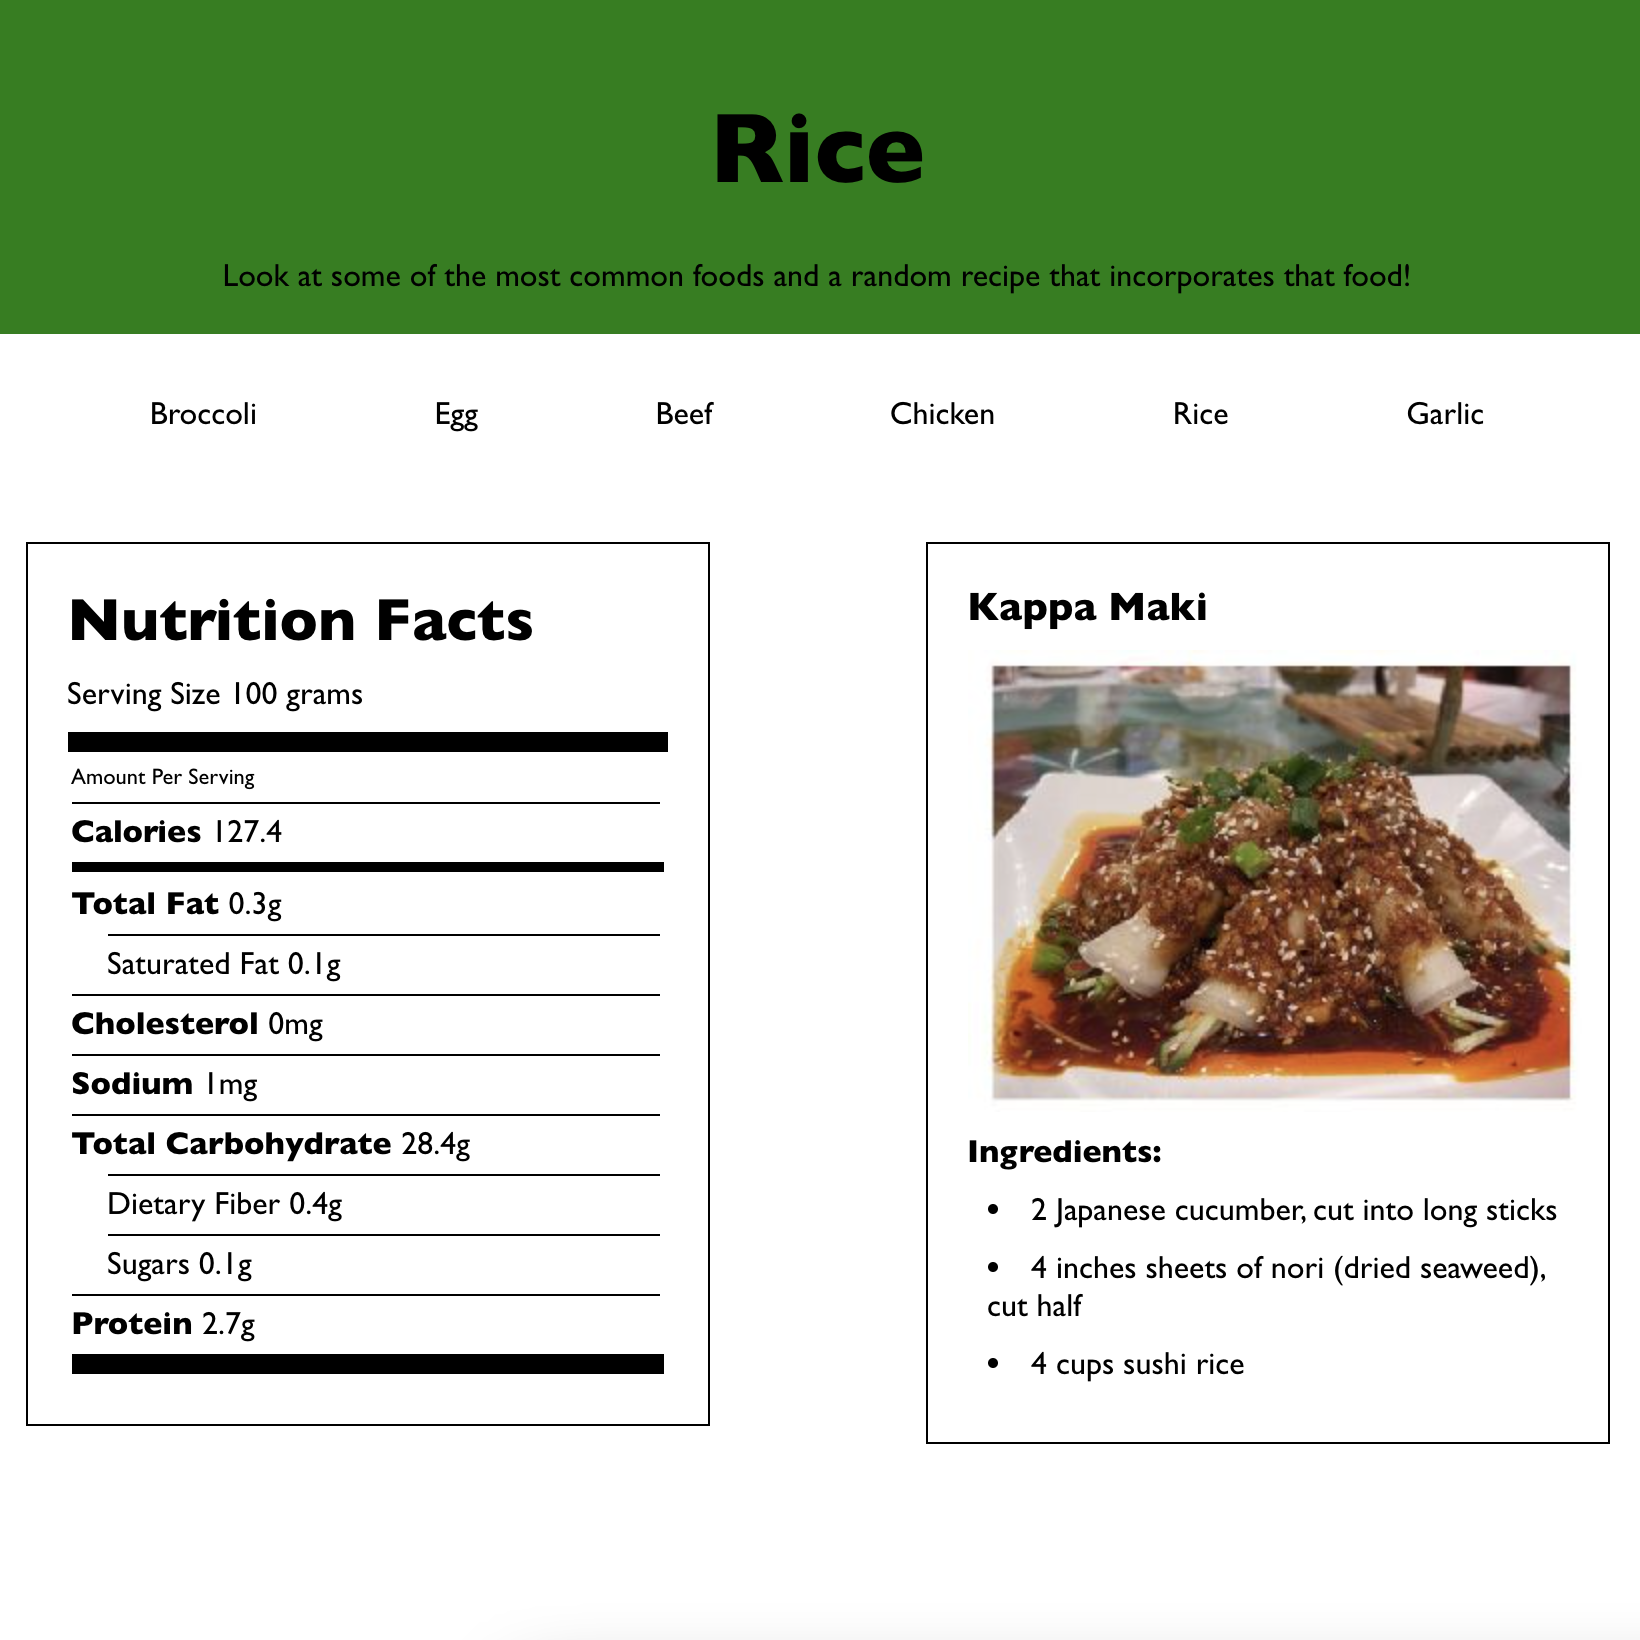 Rice
Look at some of the most common foods and a random recipe that incorporates that food!
Broccoli Egg Beef Chicken Rice Garlic
Nutrition Facts
Serving Size 100 grams
Amount Per Serving
Calories 127.4
Total Fat 0.3g
Saturated Fat 0.1g
Cholesterol 0mg
Sodium 1mg
Total Carbohydrate 28.4g
Dietary Fiber 0.4g
Sugars 0.1g
Protein 2.7g
Kappa Maki
Ingredients:
• 2 Japanese cucumber, cut into long sticks
• 4 inches sheets of nori (dried seaweed),
cut half
• 4 cups sushi rice